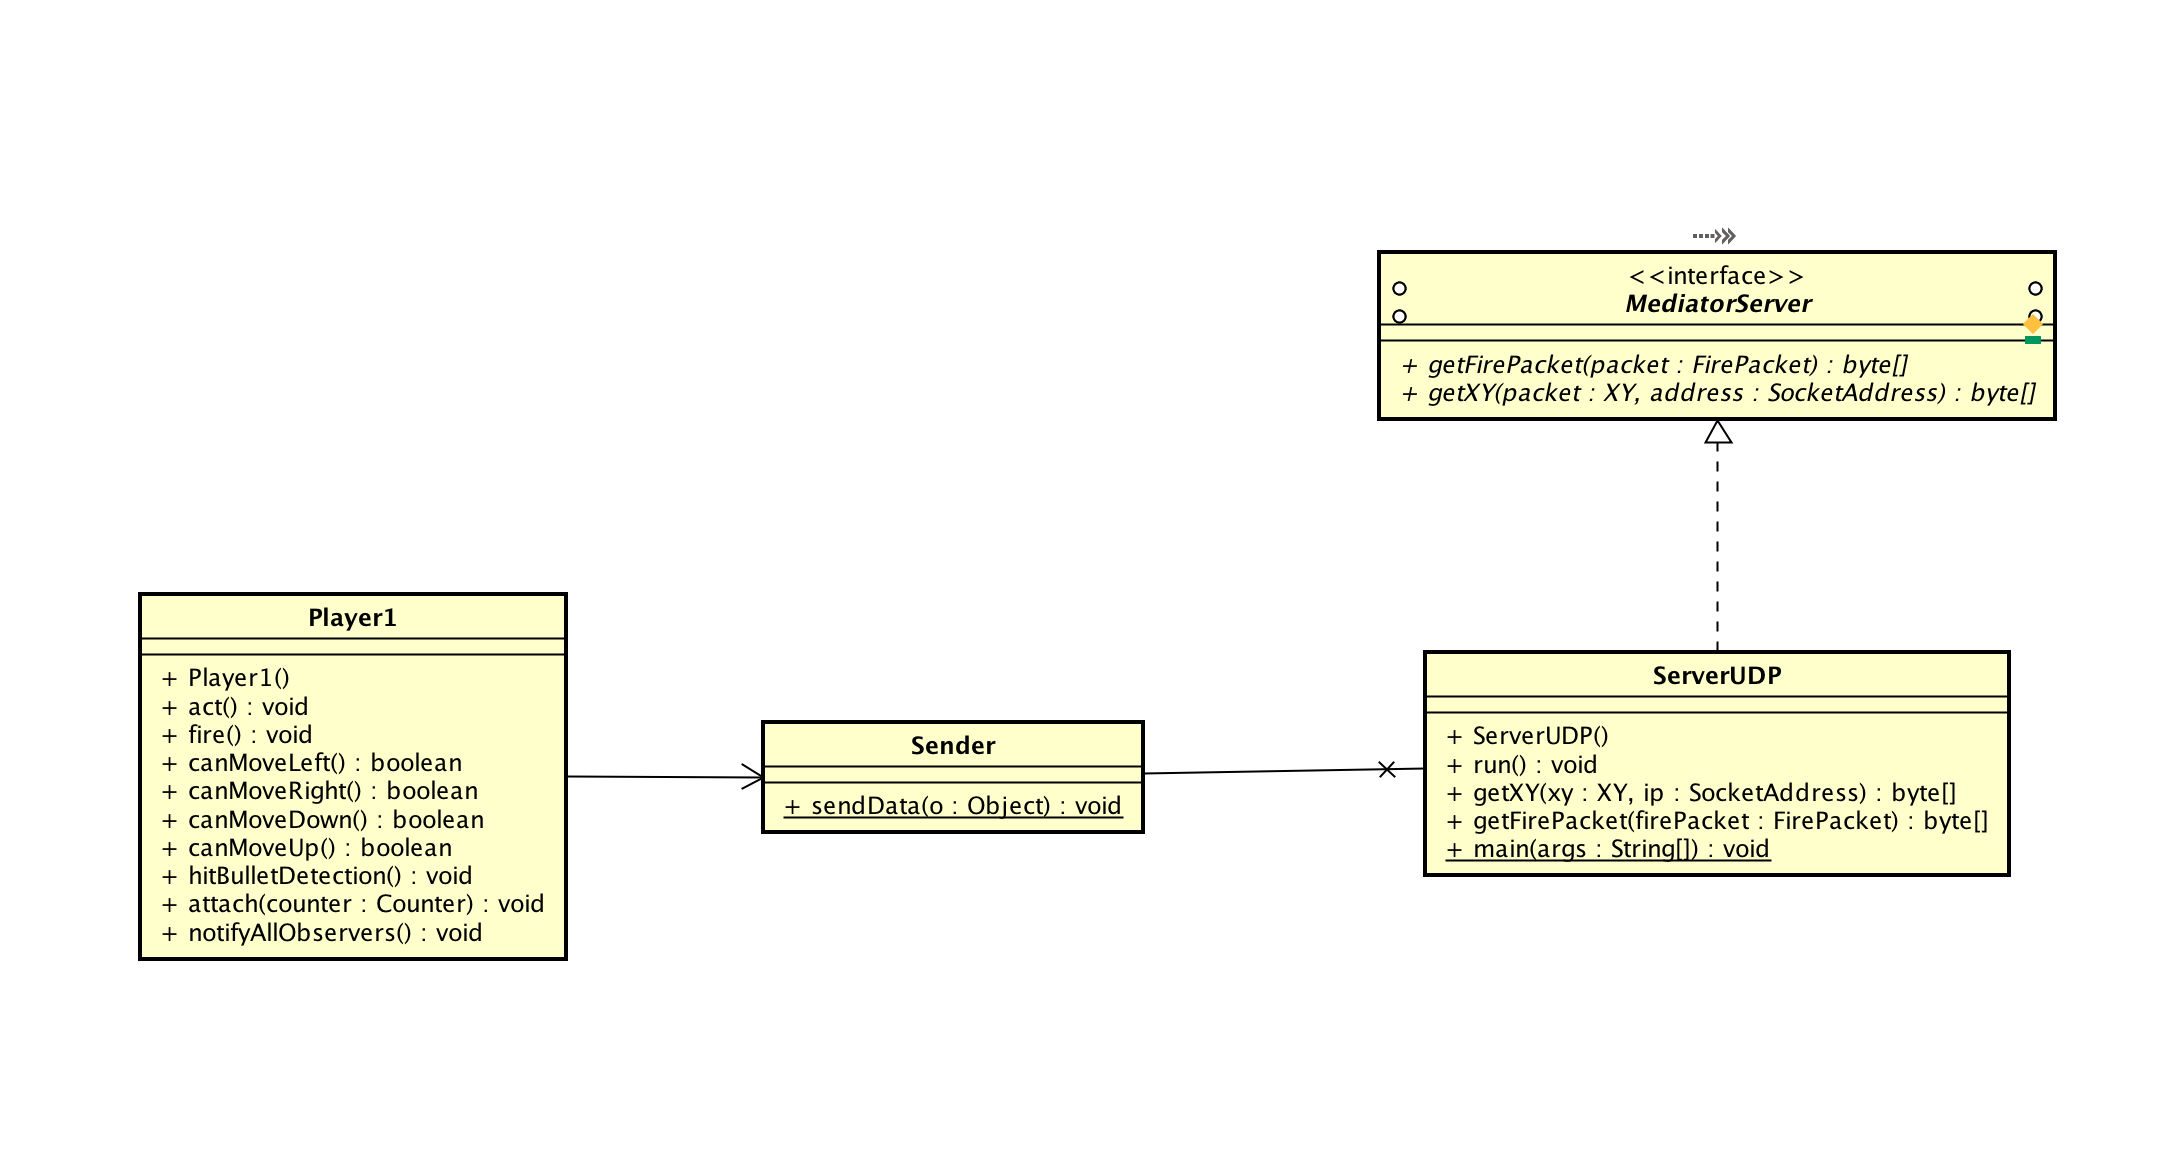 <<interface>>
MediatorServer
+ getFirePacket(packet : FirePacket) : byte[]
+ getXY(packet : XY, address : SocketAddress) : byte[]
Player1
+ Player1()
+ act() : void
+ fire() : void
+ canMoveLeft() : boolean
+ canMoveRight() : boolean
+ canMoveDown() : boolean
+ canMoveUp() : boolean
+ hitBulletDetection() : void
+ attach(counter : Counter) : void
+ notifyAllObservers() : void
Sender
+ sendData(o : Object) : void
ServerUDP
+ ServerUDP()
+ run() : void
+ getXY(xy : XY, ip : SocketAddress) : byte[]
+ getFirePacket(firePacket : FirePacket) : byte[]
+ main(args : String[]) : void